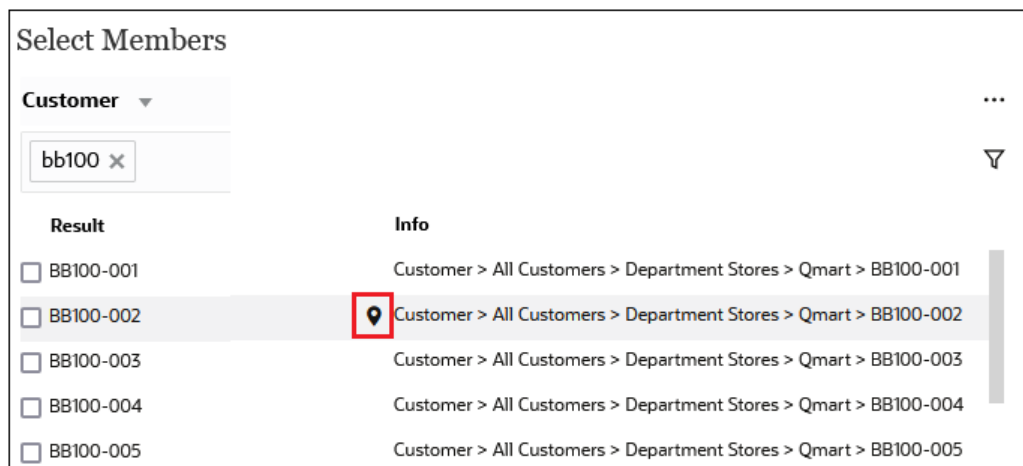 Select Members
Customer
bb100
Result Info
BB100-001 Customer > All Customers > Department Stores > Qmart > BB100-001
BB100-002 Customer > All Customers > Department Stores > Qmart > BB100-002
BB100-003 Customer > All Customers > Department Stores > Qmart > BB100-003
BB100-004 Customer > All Customers > Department Stores > Qmart > BB100-004
BB100-005 Customer > All Customers > Department Stores > Qmart > BB100-005